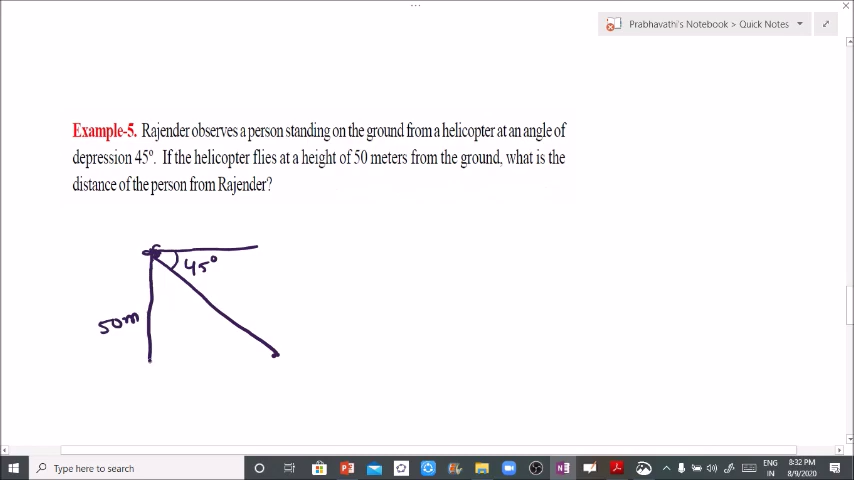 ...
Prabhavathi's Notebook > Quick Notes
Example-5. Rajender observes a person standing on the ground from a helicopter at an angle of
depression 45º. If the helicopter flies at a height of 50 meters from the ground, what is the
distance of the person from Rajender?
45°
50m
Type here to search
ENG
IN
8:32 PM
8/9/2020